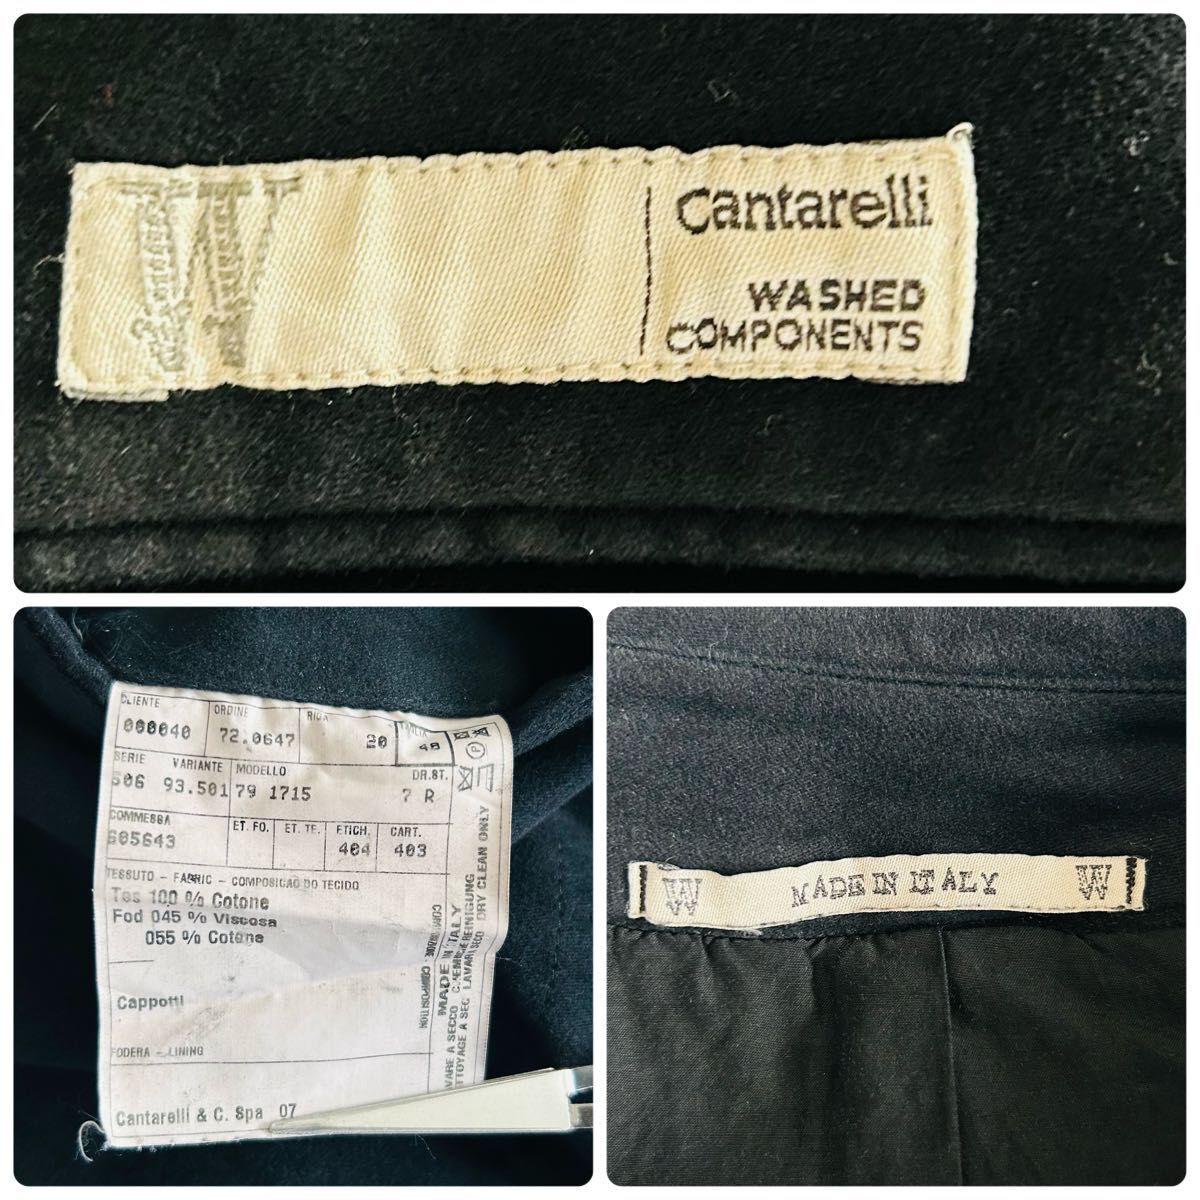 W
Cantarelli
WASHED
COMPONENTS
CLIENTE ORDINE RIGA TAGLIA
000040 72.0647 20 48
SERIE VARIANTE MODELLO DR.ST.
506 93.501 79 1715 7 R
COMMESSA ET. FO. ET. TE. ETICH. CART.
605643 404 403
TESSUTO - FABRIC - COMPOSICAO DO TECIDO
Tes 100 % Cotone
Fod 045 % Viscosa
055 % Cotone
Cappotti
FODERA - LINING
Cantarelli & C. Spa 07
P
COMPOSITION
MADE IN ITALY
DRY CLEAN ONLY
W MADE IN ITALY W